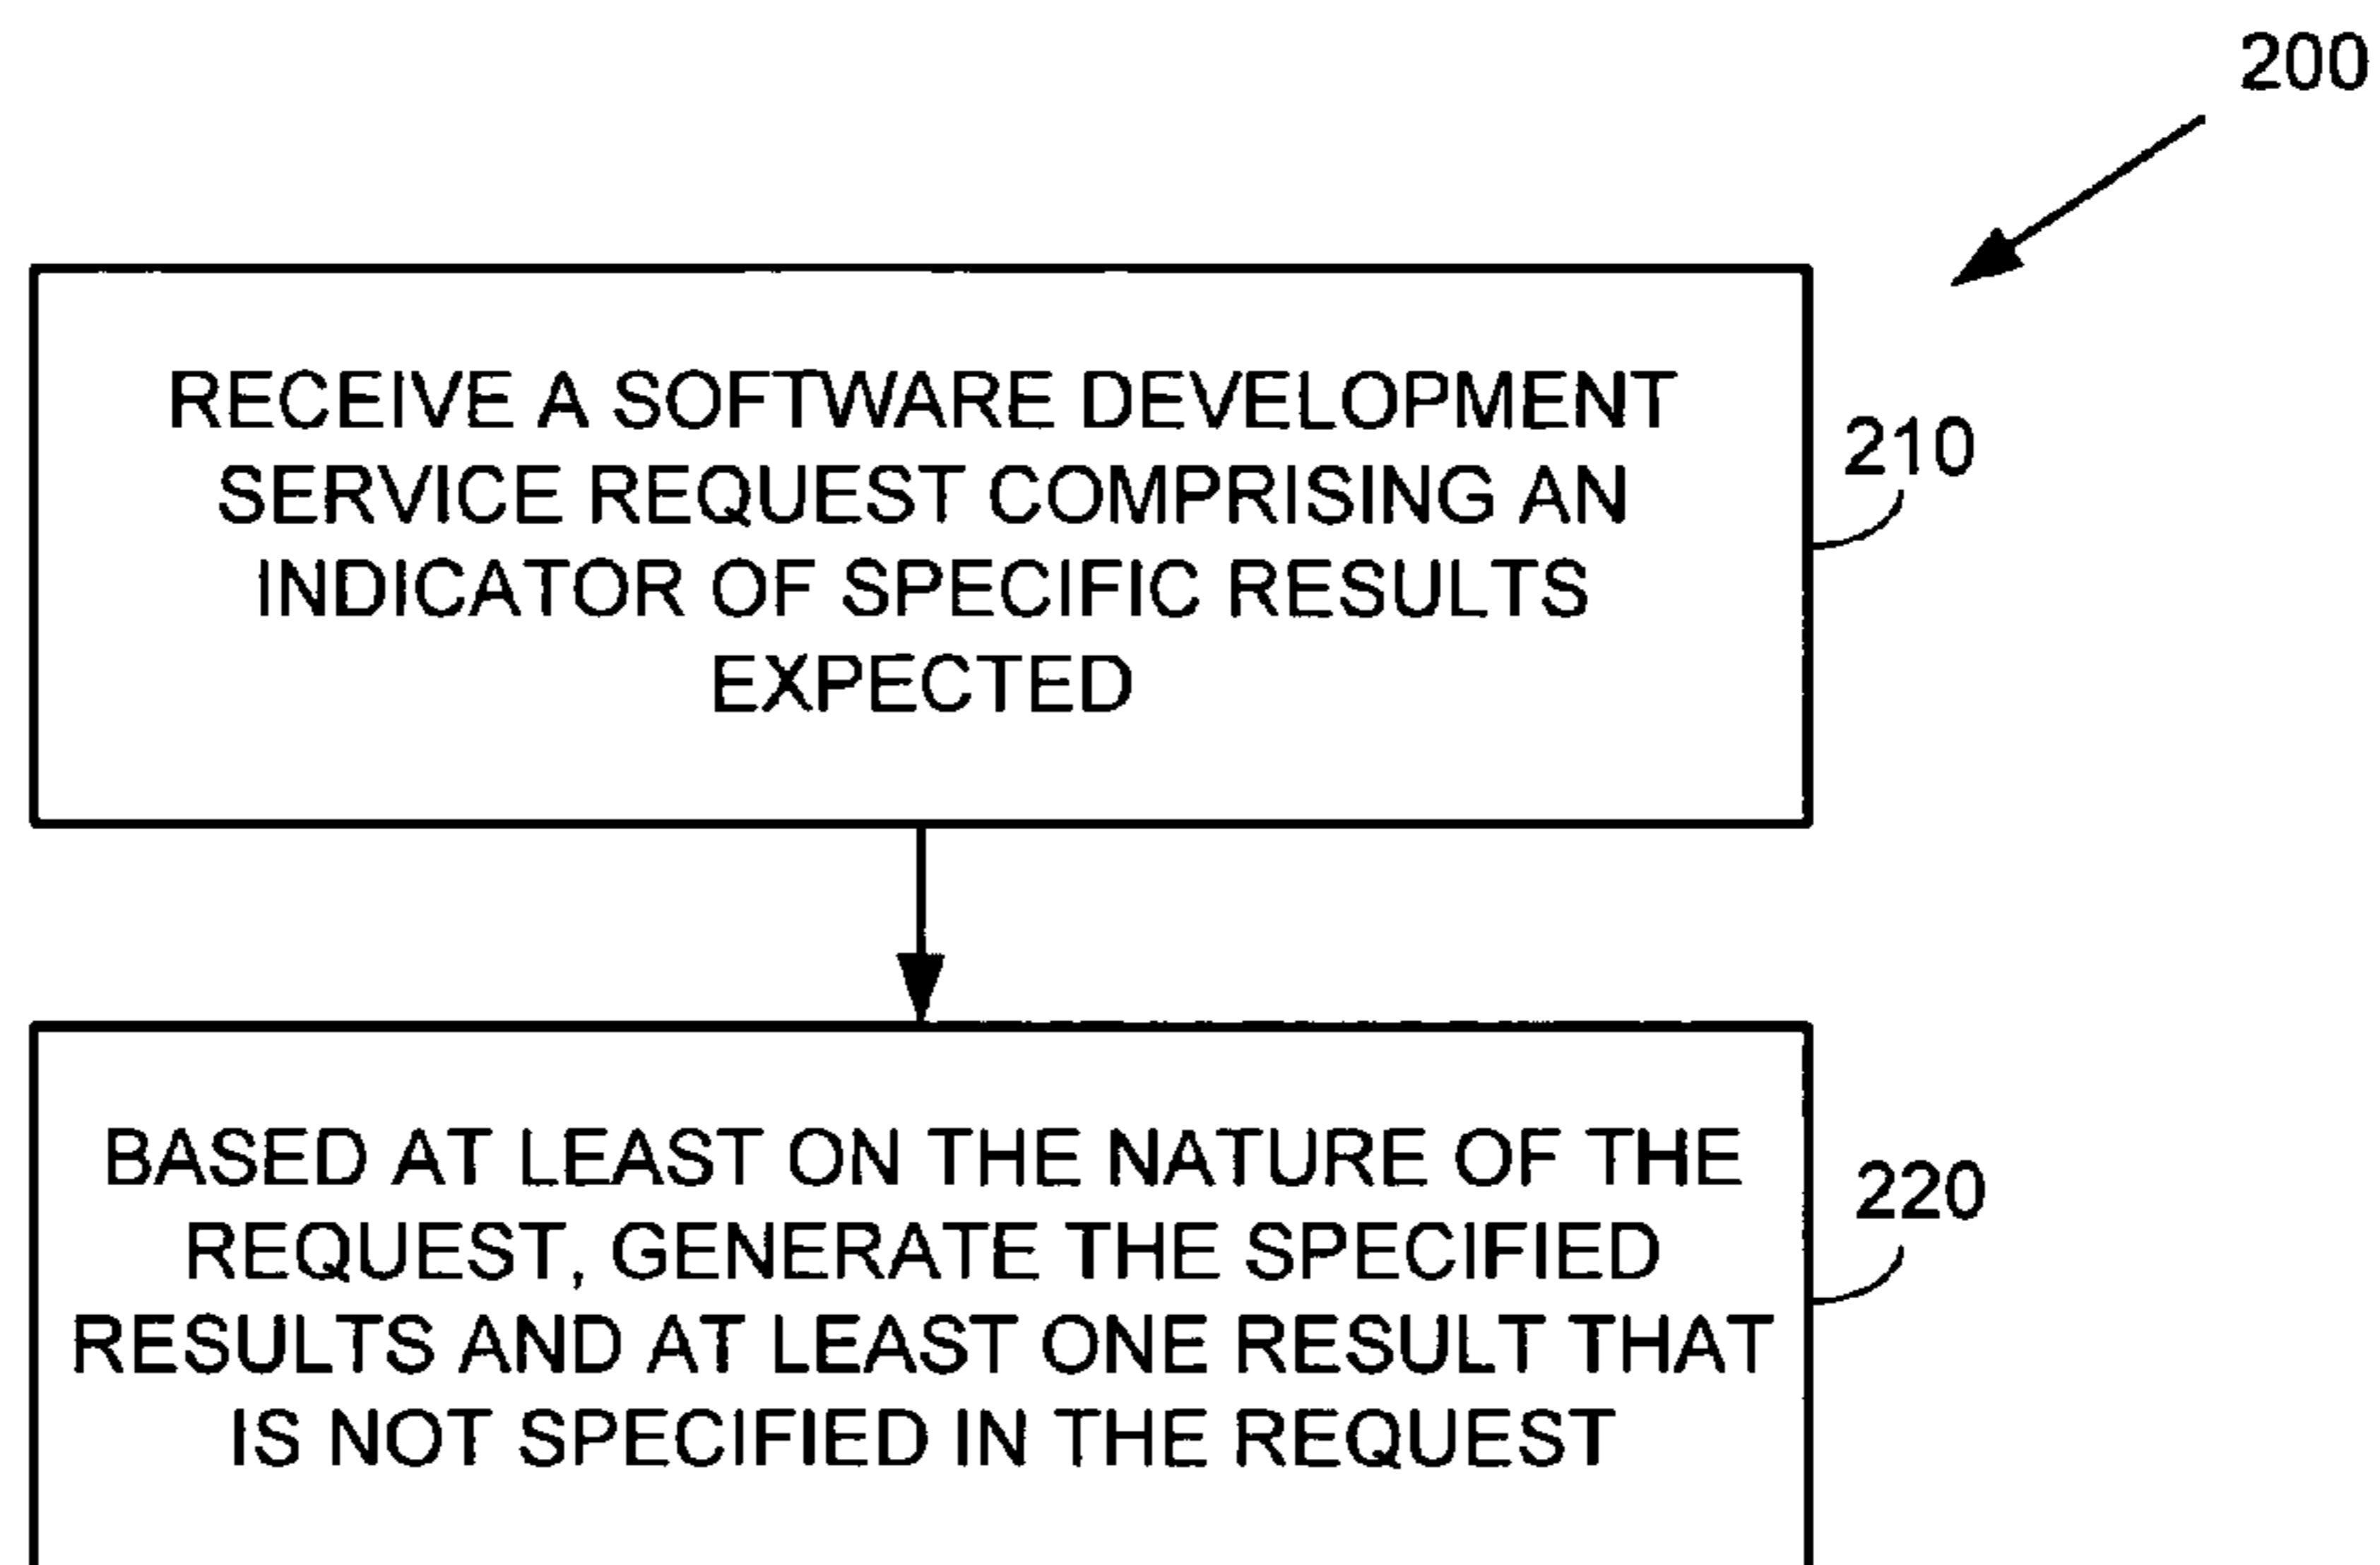 200
RECEIVE A SOFTWARE DEVELOPMENT
SERVICE REQUEST COMPRISING AN
INDICATOR OF SPECIFIC RESULTS
EXPECTED
210
BASED AT LEAST ON THE NATURE OF THE
REQUEST, GENERATE THE SPECIFIED
RESULTS AND AT LEAST ONE RESULT THAT
IS NOT SPECIFIED IN THE REQUEST
220